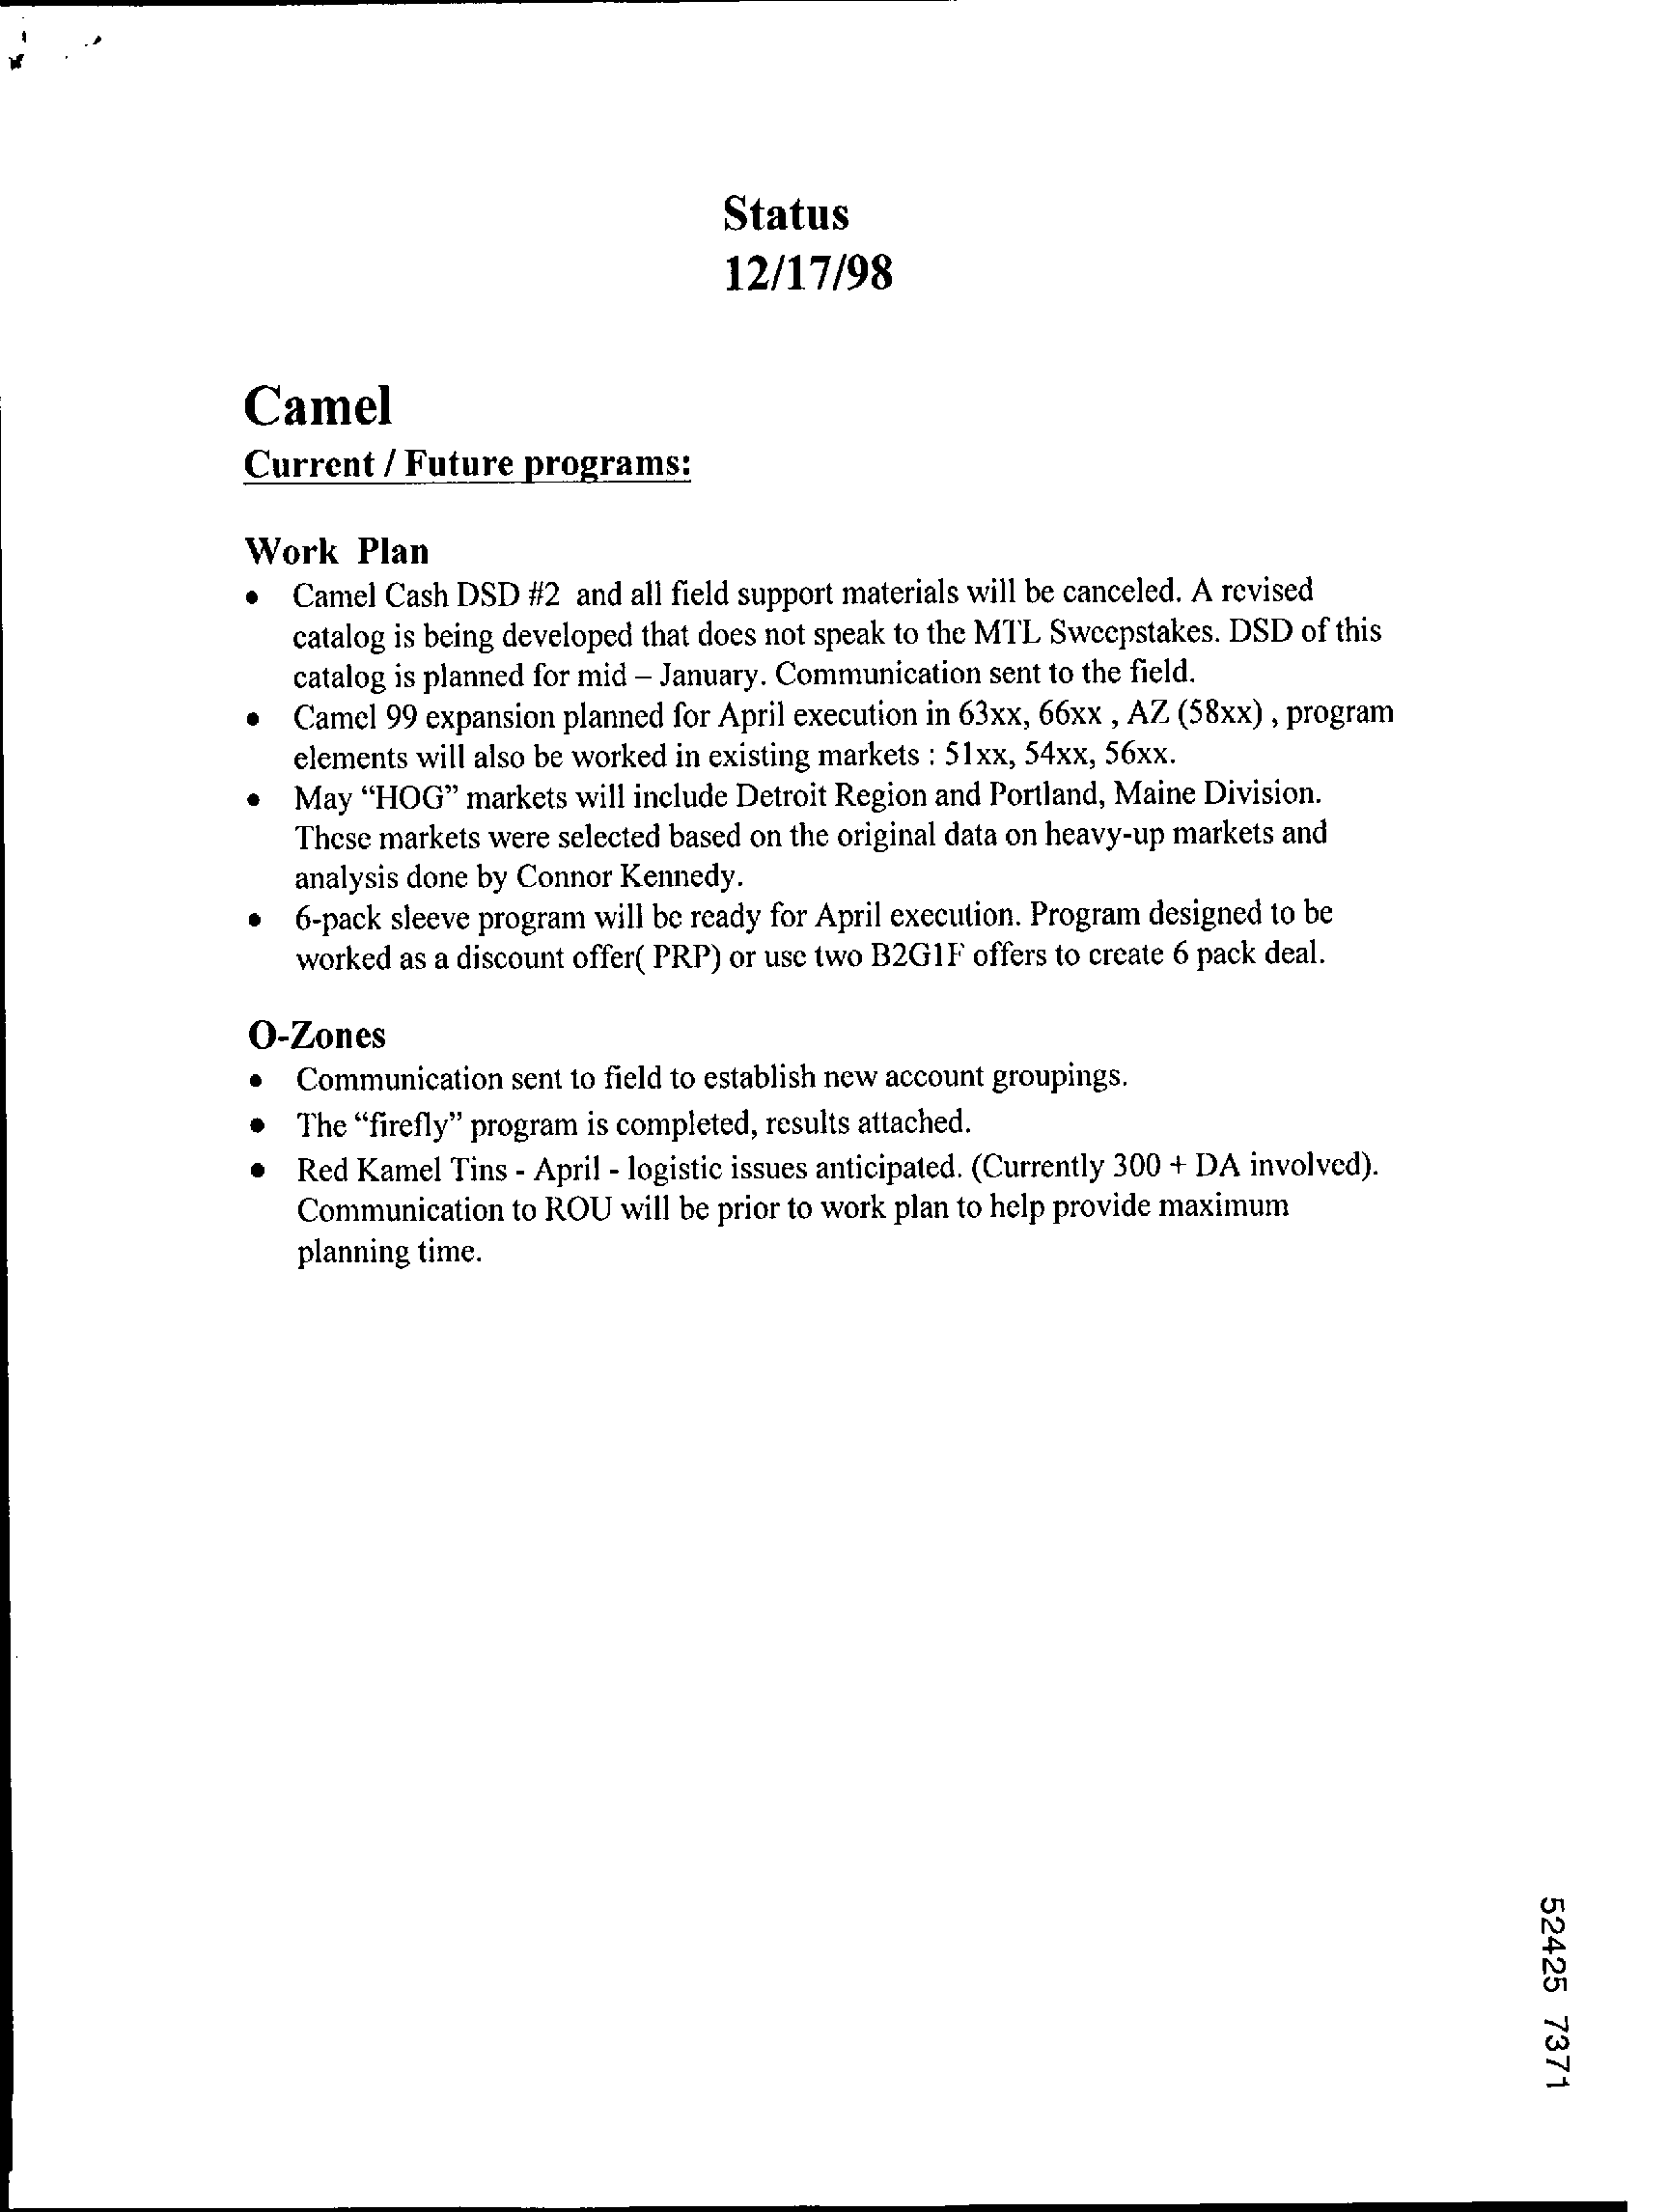 Status
12/17/98
Camel
Current / Future programs:
Work Plan
• Camel Cash DSD #2 and all field support materials will be canceled. A revised
catalog is being developed that does not speak to the MTL Sweepstakes. DSD of this
catalog is planned for mid – January. Communication sent to the field.
• Camel 99 expansion planned for April execution in 63xx, 66xx , AZ (58xx) , program
elements will also be worked in existing markets : 51xx, 54xx, 56xx.
• May “HOG” markets will include Detroit Region and Portland, Maine Division.
These markets were selected based on the original data on heavy-up markets and
analysis done by Connor Kennedy.
• 6-pack sleeve program will be ready for April execution. Program designed to be
worked as a discount offer( PRP) or use two B2G1F offers to create 6 pack deal.
O-Zones
• Communication sent to field to establish new account groupings.
• The “firefly” program is completed, results attached.
• Red Kamel Tins - April - logistic issues anticipated. (Currently 300 + DA involved).
Communication to ROU will be prior to work plan to help provide maximum
planning time.
52425 7371